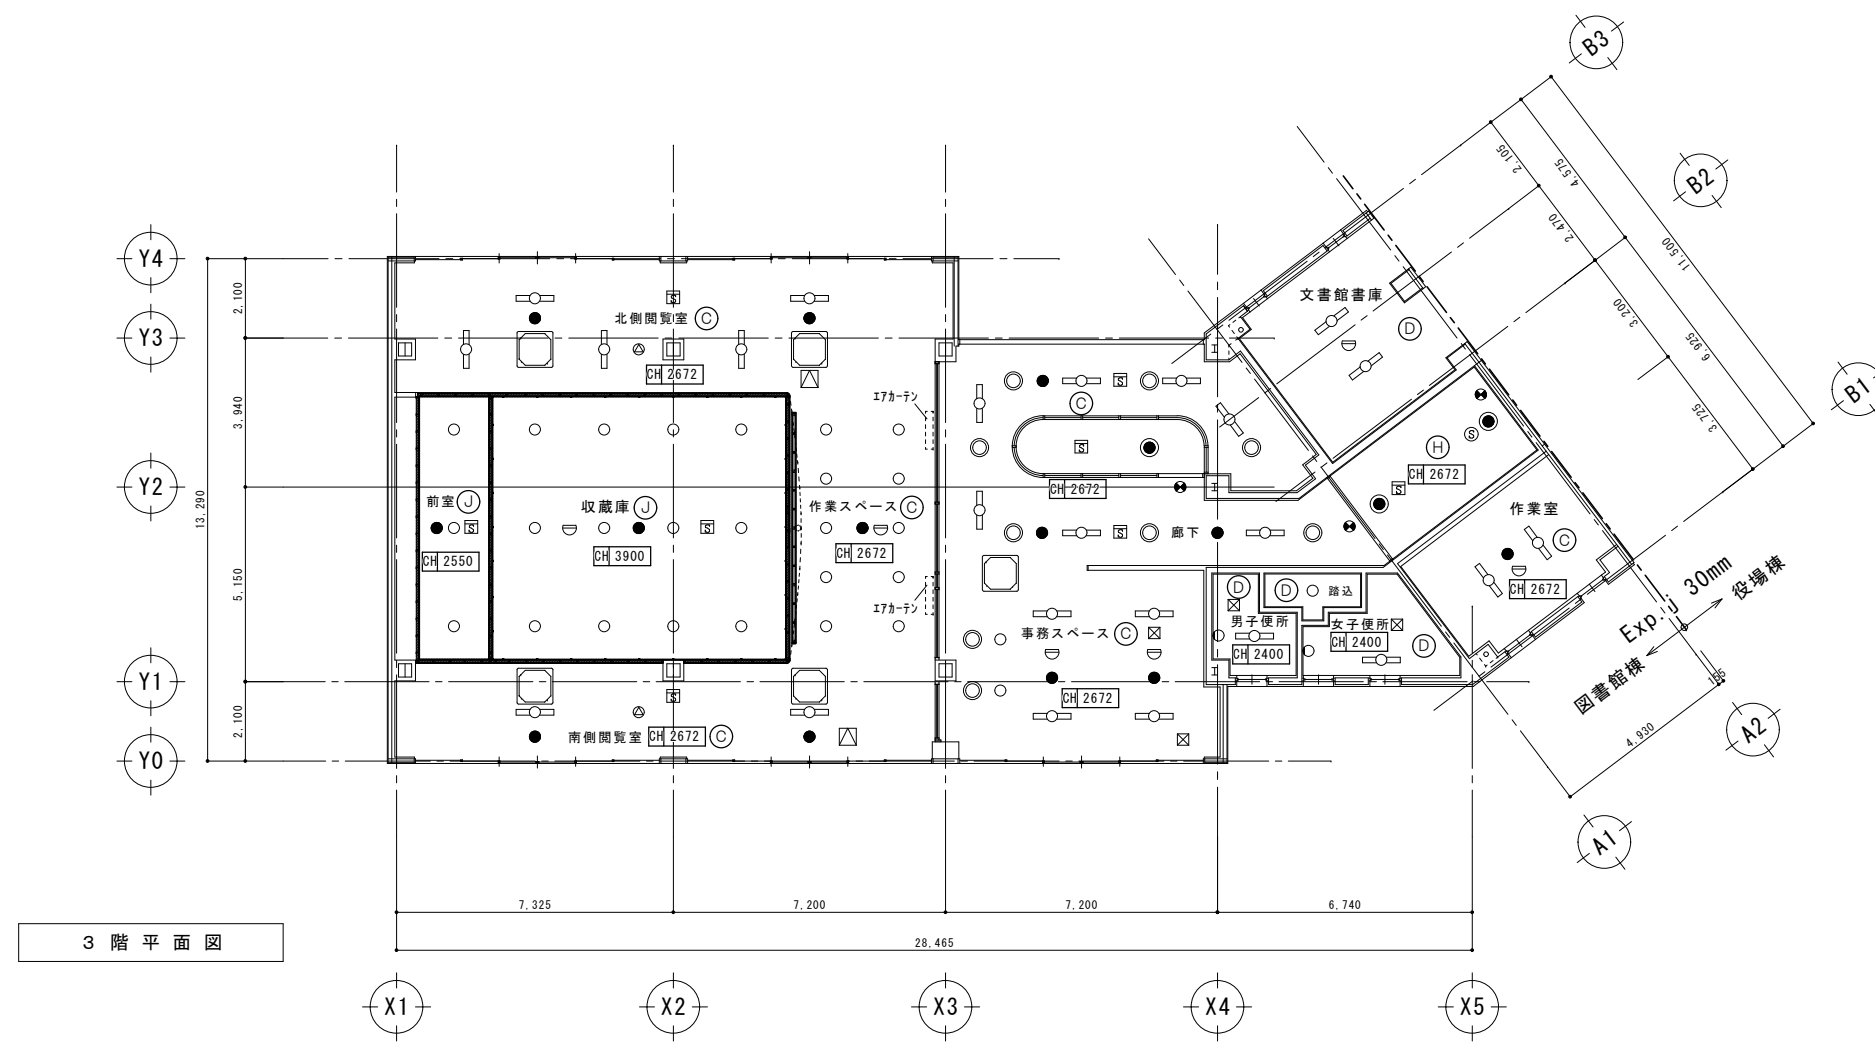 B3
B2
B1
2,105
4,575
2,470
11,500
3,200
6,925
3,725
Y4
Y3
Y2
Y1
Y0
2,100
3,940
5,150
2,100
13,290
北側閲覧室 C
S
CH 2672
エアカーテン
C
S
S
CH 2672
文書館書庫
D
H
S
CH 2672
S
前室 J
収蔵庫 J
作業スペース C
S
S
CH 2550
CH 3900
CH 2672
エアカーテン
S
廊下
作業室
C
CH 2672
D
D
踏込
事務スペース C
男子便所
女子便所
CH 2400
CH 2400
D
CH 2672
S
南側閲覧室 CH 2672 C
Exp.j 30mm
役場棟
図書館棟
155
4,930
A2
A1
7,325
7,200
7,200
6,740
28,465
3階平面図
X1
X2
X3
X4
X5